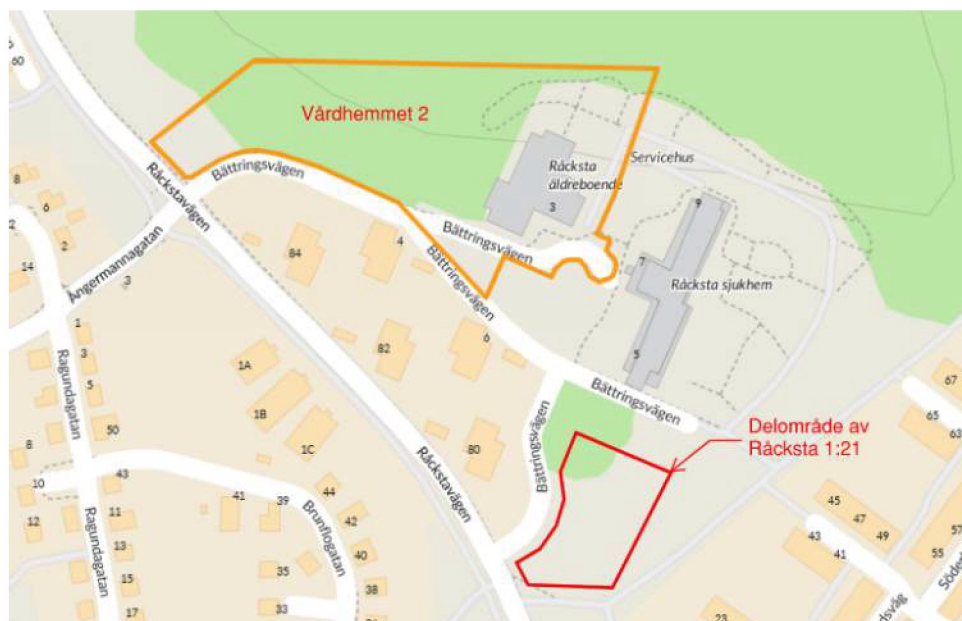 60
Vårdhemmet 2
Bättringsvägen
Råcksta
äldreboende
3
Servicehus
9
7
Råcksta sjukhem
5
Bättringsvägen
Bättringsvägen
Bättringsvägen
Bättringsvägen
Råckstavägen
Råckstavägen
Ångermannagatan
3
8
6
2
2
14
84
4
82
6
80
1
3
5
50
Ragundagatan
Ragundagatan
1A
1B
1C
8
10
12
43
11
13
15
17
41
39
44
42
40
38
35
33
Brunflogatan
Delområde av
Råcksta 1:21
67
65
63
45
47
49
43
41
57
55
23